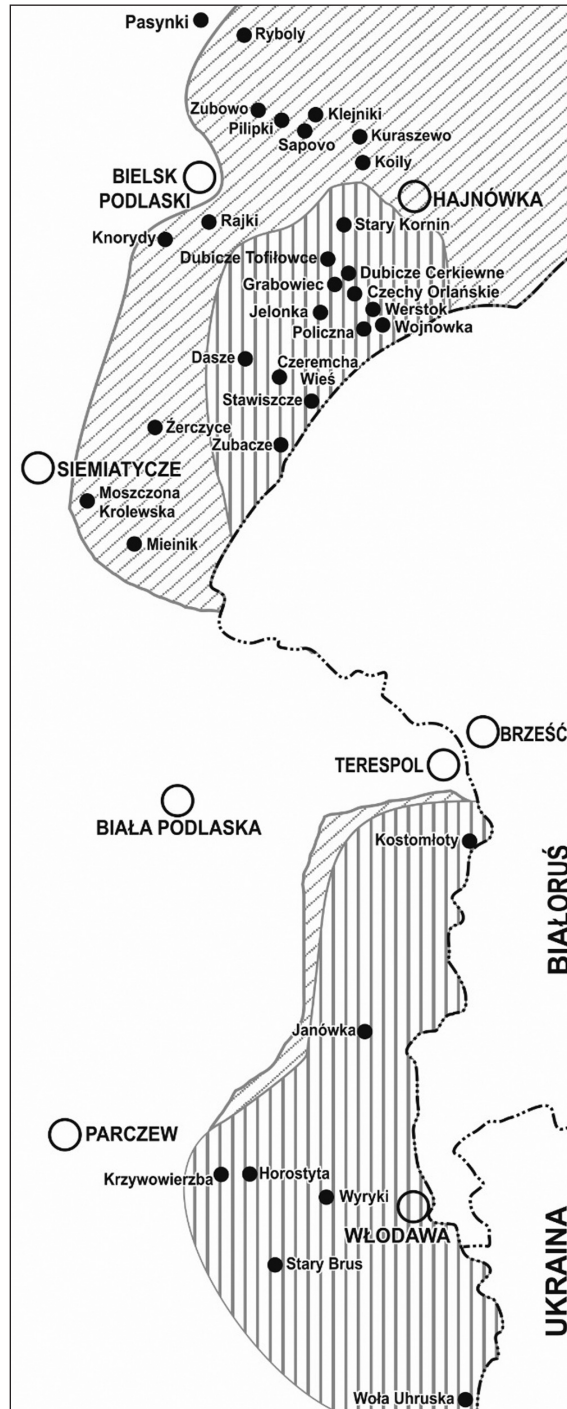 Pasynki
Ryboly
Zubowo
Klejniki
Pilipki
Sapovo
Kuraszewo
Koily
BIELSK
PODLASKI
HAJNÓWKA
Rajki
Stary Kornin
Knorydy
Dubicze Tofiłowce
Dubicze Cerkiewne
Grabowiec
Czechy Orlańskie
Jelonka
Werstok
Policzna
Wojnowka
Dasze
Czeremcha
Wieś
Stawiszcze
Żerczyce
Zubacze
SIEMIATYCZE
Moszczona
Królewska
Mieinik
BRZEŚĆ
TERESPOL
BIAŁA PODLASKA
Kostomłoty
BIAŁORUŚ
Janówka
PARCZEW
Krzywowierzba
Horostyta
Wyryki
WŁODAWA
UKRAINA
Stary Brus
Woła Uhruska